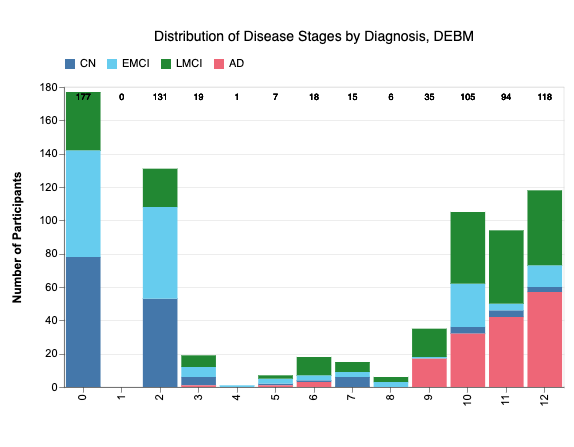 Distribution of Disease Stages by Diagnosis, DEBM
CN EMCI LMCI AD
180
160
140
120
100
80
60
40
20
0
Number of Participants
177 0 131 19 1 7 18 15 6 35 105 94 118
0 1 2 3 4 5 6 7 8 9 10 11 12